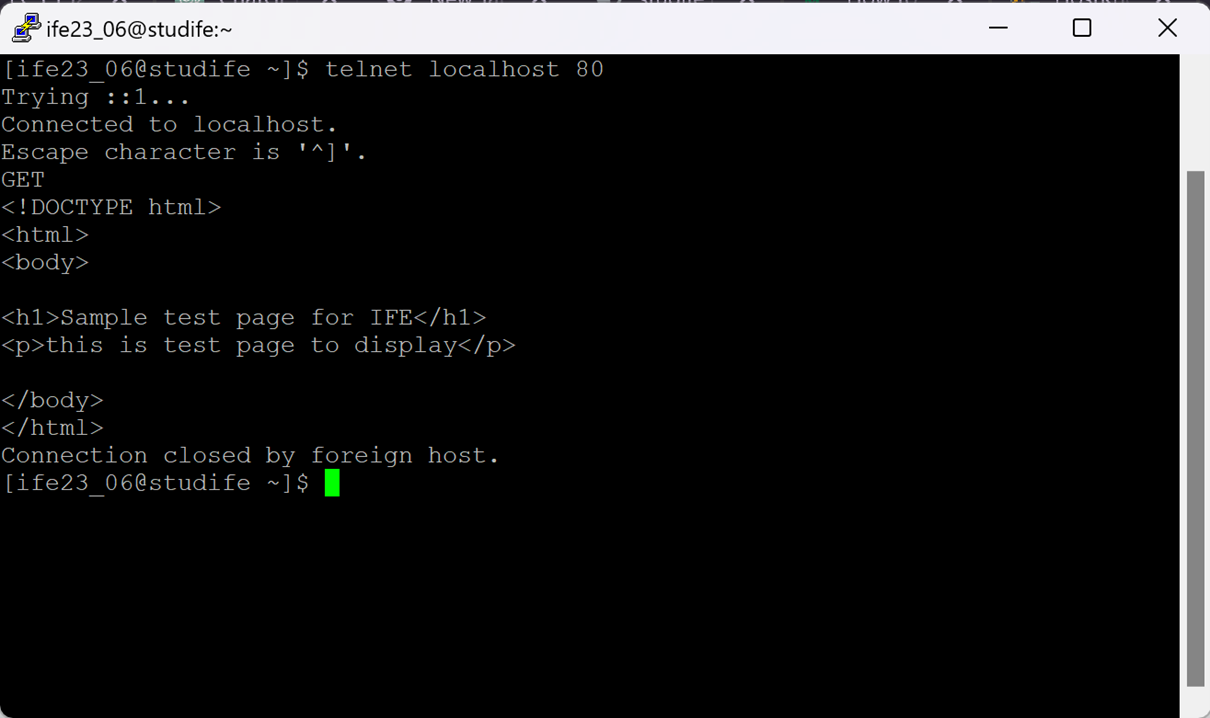 ife23_06@studife:~
[ife23_06@studife ~]$ telnet localhost 80
Trying ::1...
Connected to localhost.
Escape character is '^]'.
GET
<!DOCTYPE html>
<html>
<body>

<h1>Sample test page for IFE</h1>
<p>this is test page to display</p>

</body>
</html>
Connection closed by foreign host.
[ife23_06@studife ~]$